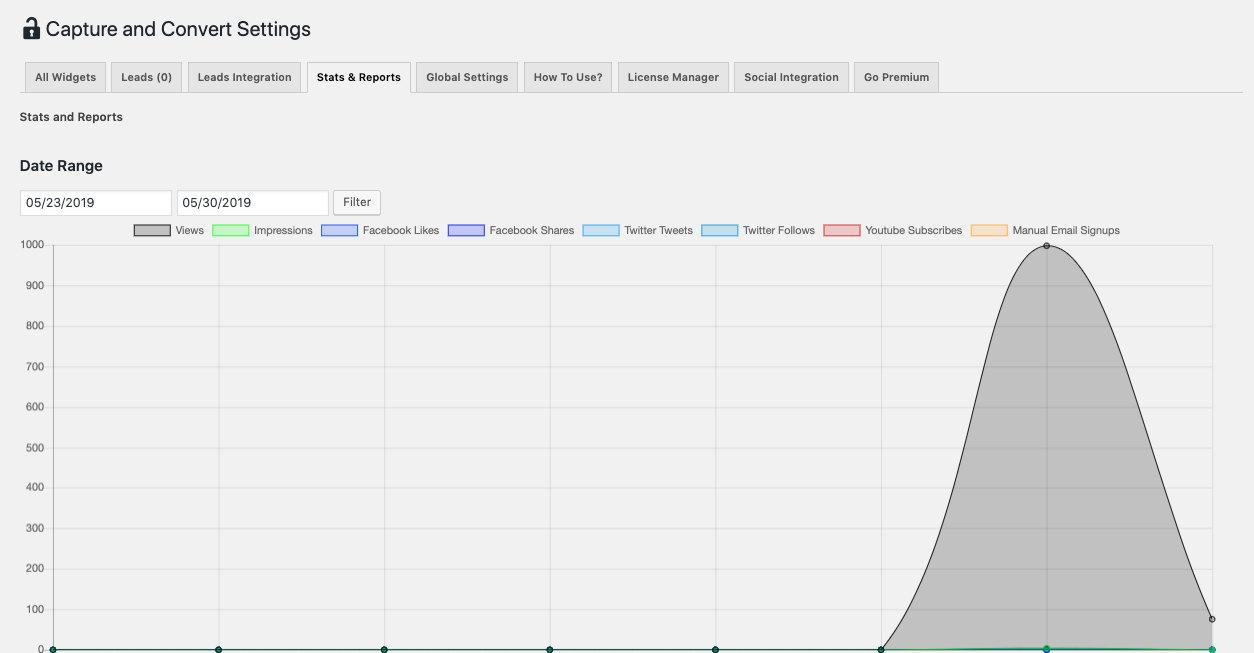 Capture and Convert Settings
All Widgets Leads (0) Leads Integration Stats & Reports Global Settings How To Use? License Manager Social Integration Go Premium
Stats and Reports
Date Range
05/23/2019 05/30/2019 Filter
Views Impressions Facebook Likes Facebook Shares Twitter Tweets Twitter Follows Youtube Subscribes Manual Email Signups
1000
900
800
700
600
500
400
300
200
100
0